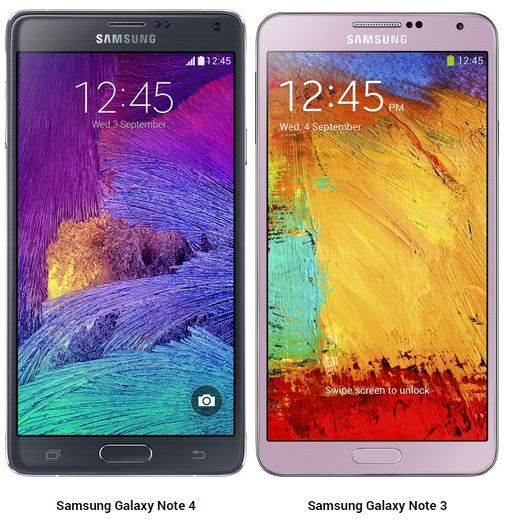 SAMSUNG
12:45
12:45
Wed 3 September
SAMSUNG
12:45
12:45 PM
Wed, 4 September
Swipe screen to unlock
Samsung Galaxy Note 4
Samsung Galaxy Note 3